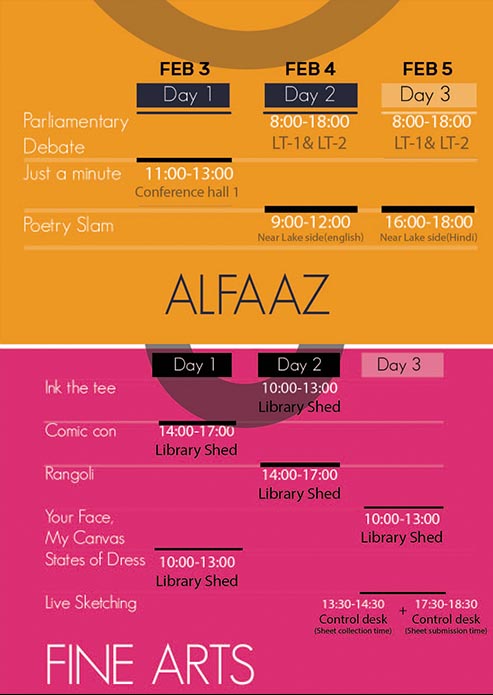 FEB 3 FEB 4 FEB 5
Day 1 Day 2 Day 3
Parliamentary 8:00-18:00 8:00-18:00
Debate LT-1& LT-2 LT-1& LT-2
Just a minute 11:00-13:00
Conference hall 1
Poetry Slam 9:00-12:00 16:00-18:00
Near Lake side(english) Near Lake side(Hindi)
ALFAAZ
Day 1 Day 2 Day 3
Ink the tee 10:00-13:00
Library Shed
Comic con 14:00-17:00
Library Shed
Rangoli 14:00-17:00
Library Shed
Your Face, 10:00-13:00
My Canvas Library Shed
States of Dress 10:00-13:00
Library Shed
Live Sketching 13:30-14:30 + 17:30-18:30
Control desk Control desk
(Sheet collection time) (Sheet submission time)
FINE ARTS